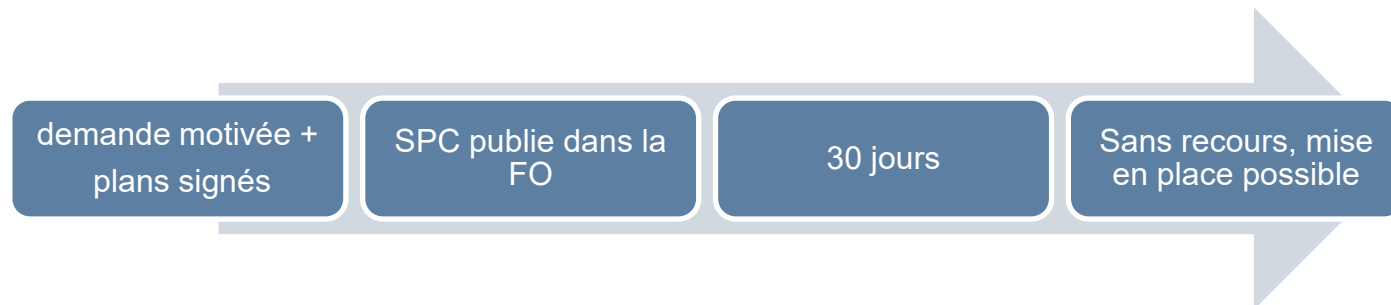 demande motivée +
plans signés
SPC publie dans la
FO
30 jours
Sans recours, mise
en place possible